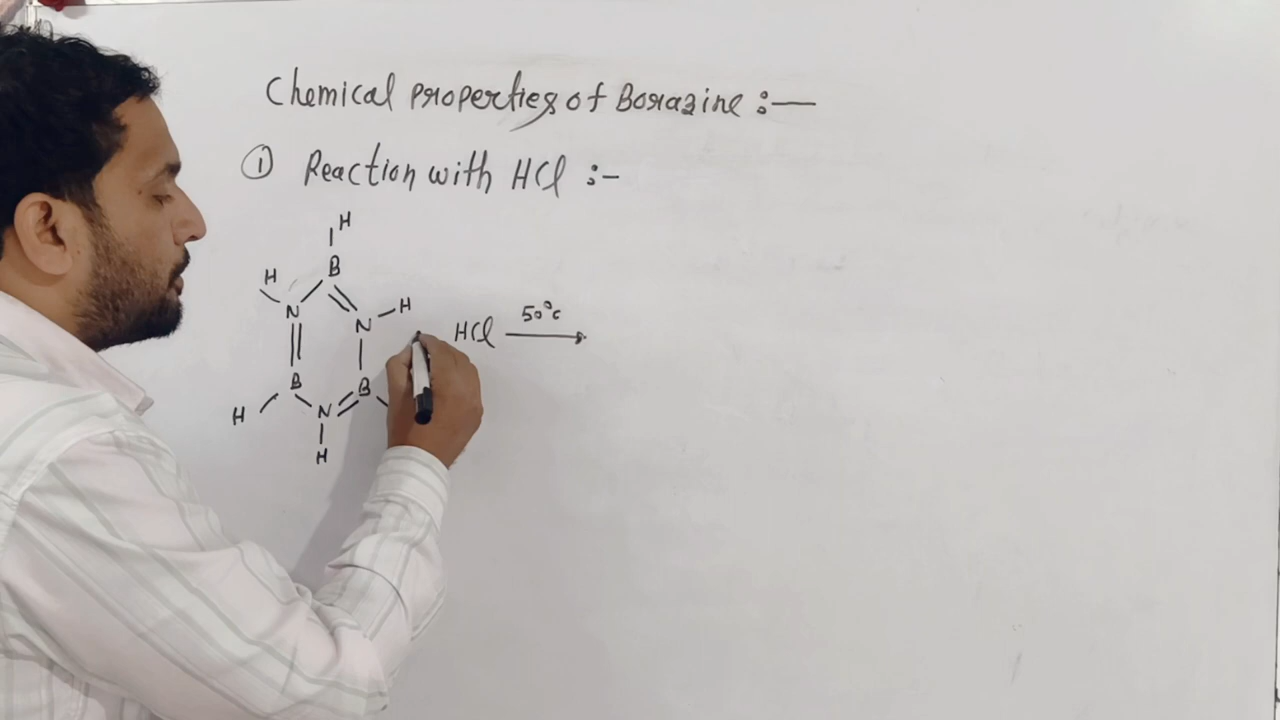 Chemical properties of Borazine :—
① Reaction with HCl :-
H
B
H
N
N
H
HCl
50°C
B
B
H
N
H